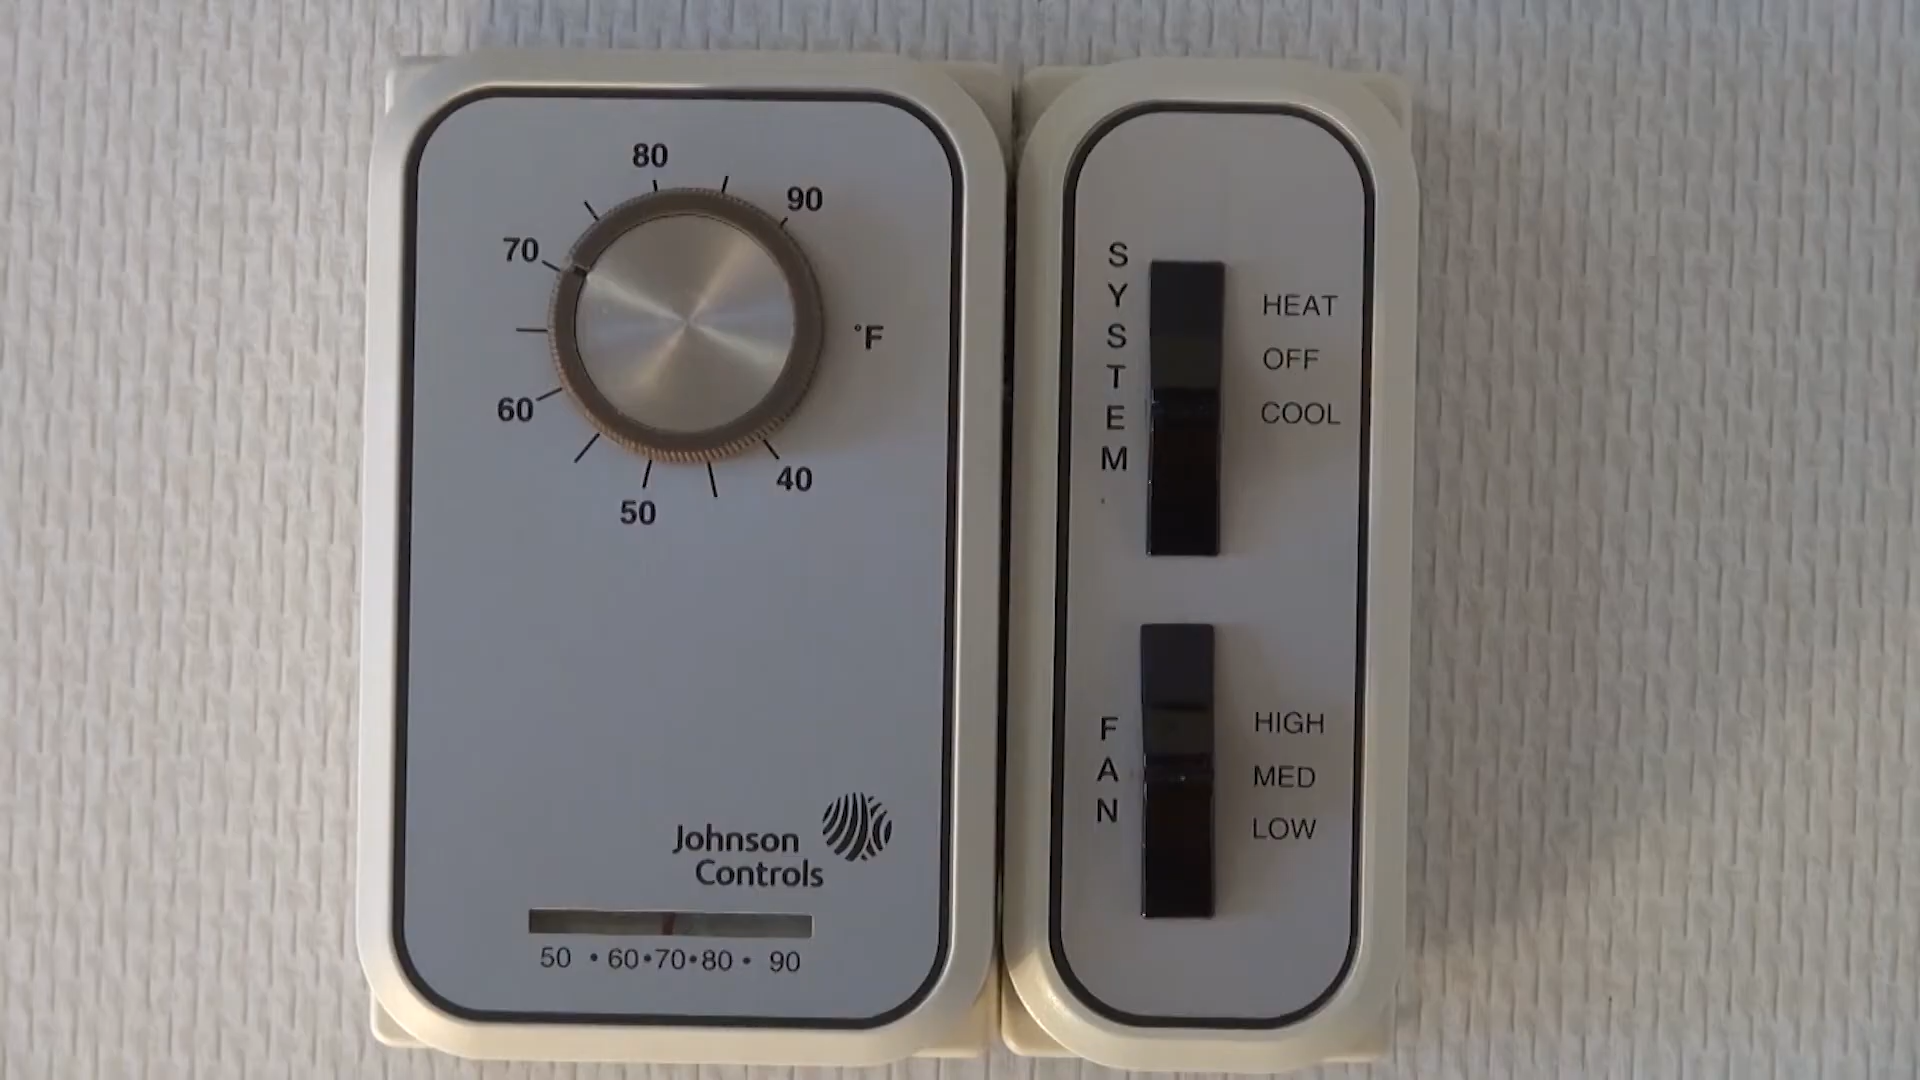 80
90
70
°F
60
40
50
Johnson
Controls
50 • 60•70•80 • 90
SYSTEM
HEAT
OFF
COOL
FAN
HIGH
MED
LOW